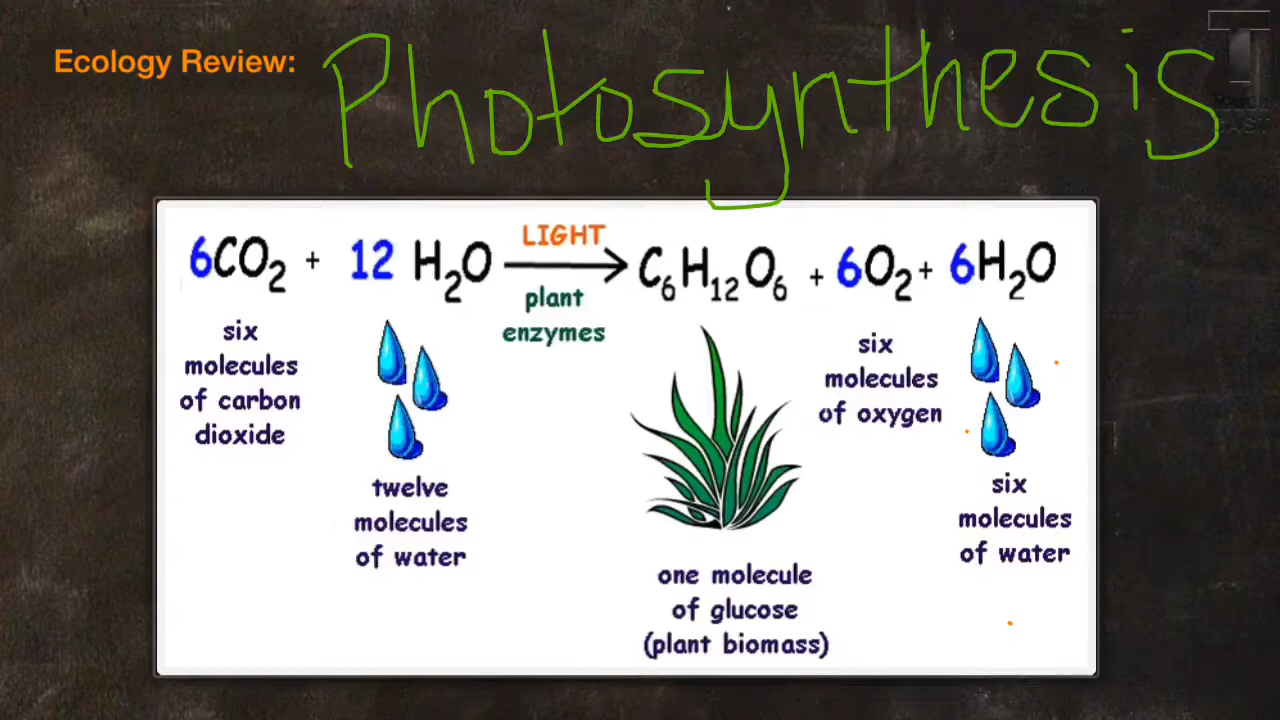 Ecology Review: Photosynthesis
6CO₂ + 12 H₂O LIGHT C₆H₁₂O₆ + 6O₂ + 6H₂O
plant
enzymes
six
molecules
of carbon
dioxide
twelve
molecules
of water
one molecule
of glucose
(plant biomass)
six
molecules
of oxygen
six
molecules
of water